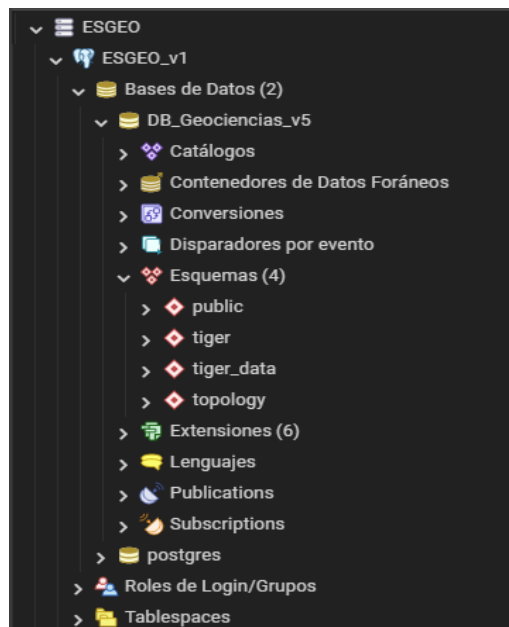 ESGEO
ESGEO_v1
Bases de Datos (2)
DB_Geociencias_v5
Catálogos
Contenedores de Datos Foráneos
Conversiones
Disparadores por evento
Esquemas (4)
public
tiger
tiger_data
topology
Extensiones (6)
Lenguajes
Publications
Subscriptions
postgres
Roles de Login/Grupos
Tablespaces